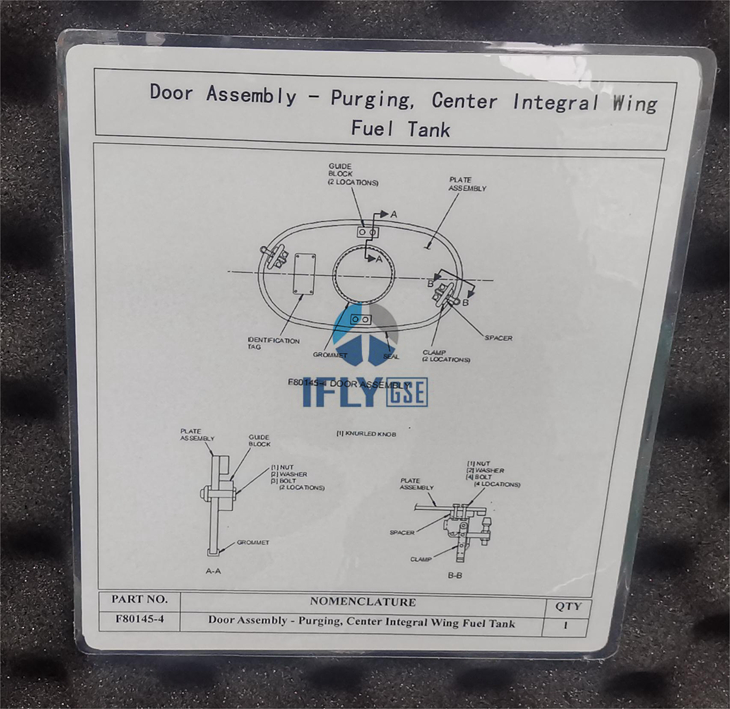 Door Assembly - Purging, Center Integral Wing
Fuel Tank
GUIDE
BLOCK
(2 LOCATIONS)
PLATE
ASSEMBLY
A
A
B
B
IDENTIFICATION
TAG
GROMMET
SEAL
CLAMP
(2 LOCATIONS)
SPACER
F80145-4 DOOR ASSEMBLY
IFLY GSE
[1] KNURLED KNOB
PLATE
ASSEMBLY
GUIDE
BLOCK
[1] NUT
[2] WASHER
[3] BOLT
(2 LOCATIONS)
GROMMET
A-A
[1] NUT
[2] WASHER
[4] BOLT
(4 LOCATIONS)
PLATE
ASSEMBLY
SPACER
CLAMP
B-B
PART NO. NOMENCLATURE QTY
F80145-4 Door Assembly - Purging, Center Integral Wing Fuel Tank 1